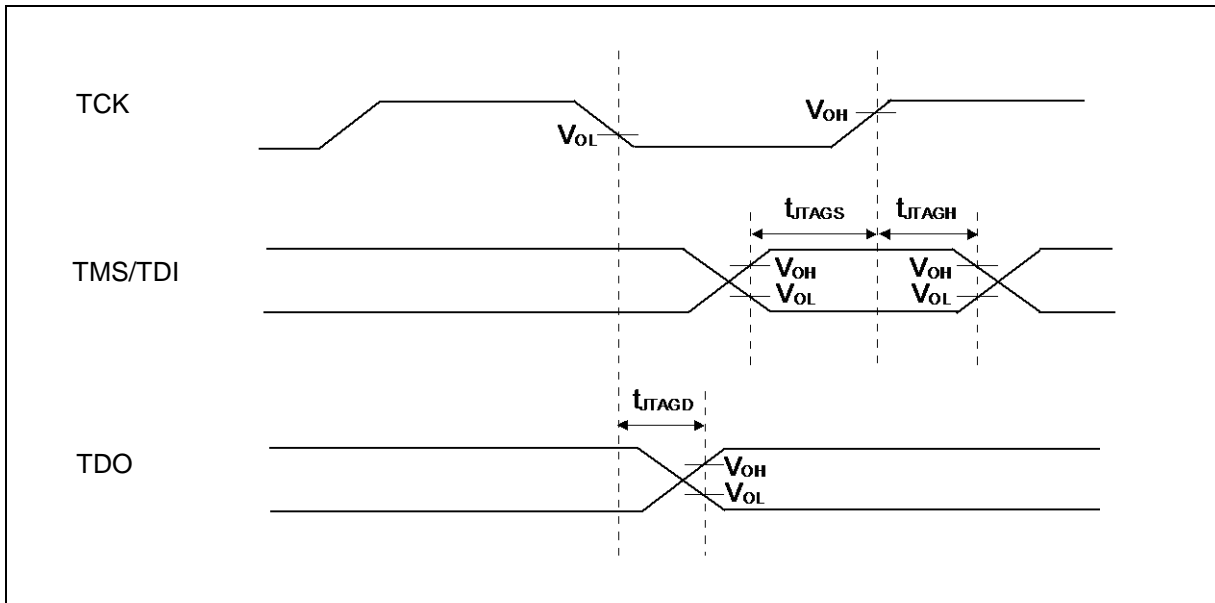 TCK
VOH
VOL
tJTAGS
tJTAGH
TMS/TDI
VOH
VOH
VOL
VOL
tJTAGD
TDO
VOH
VOL